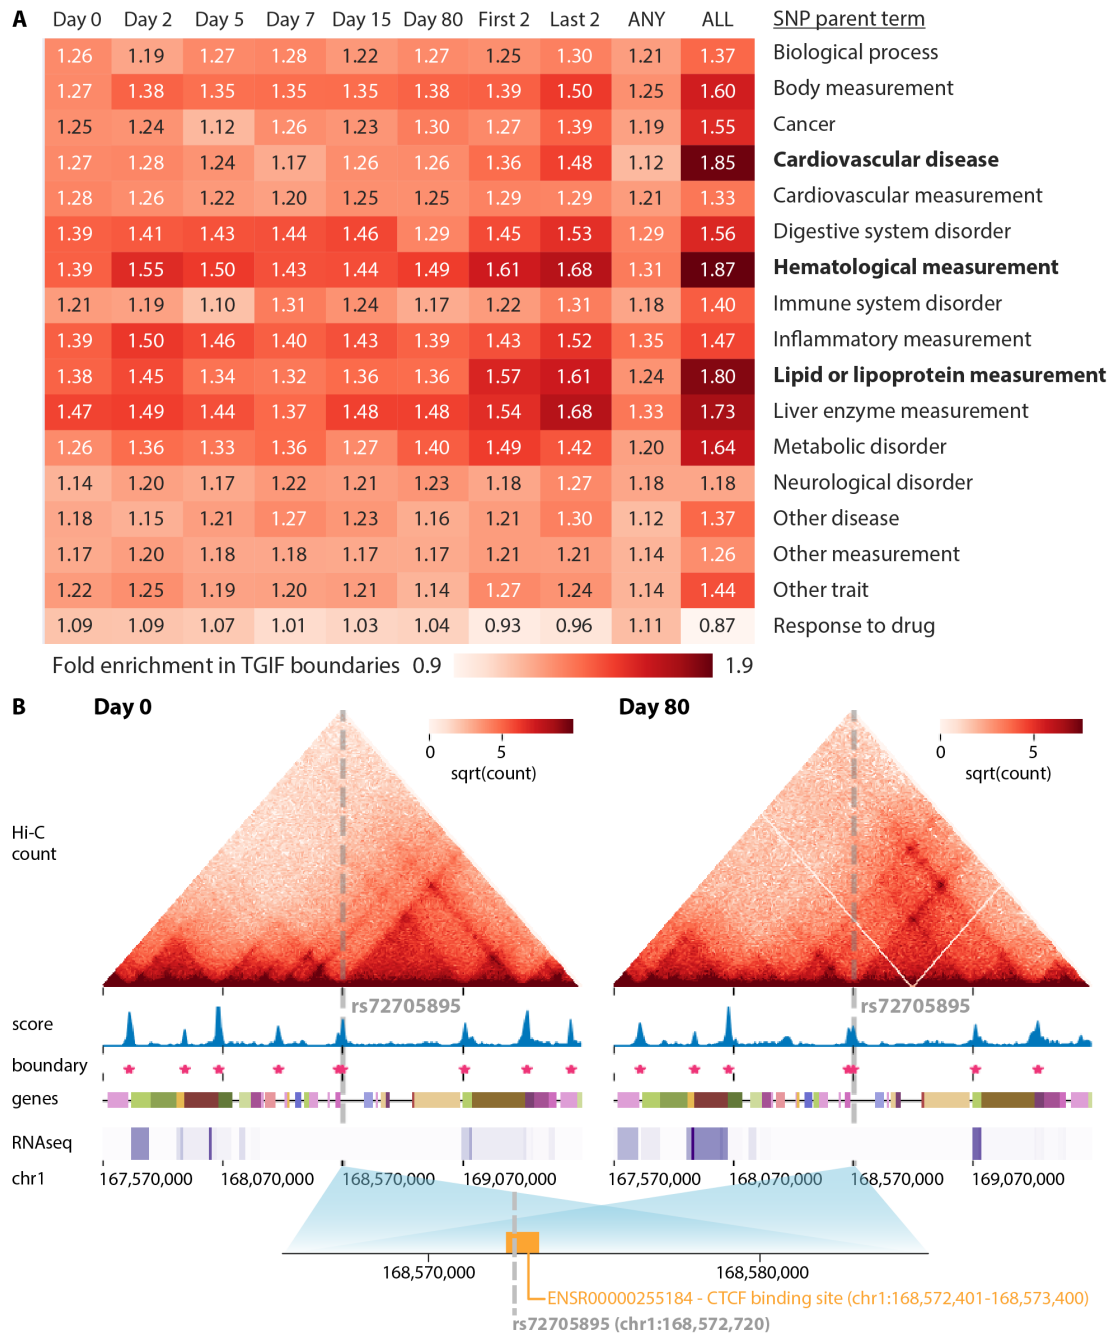 A Day 0 Day 2 Day 5 Day 7 Day 15 Day 80 First 2 Last 2 ANY ALL SNP parent term
1.26 1.19 1.27 1.28 1.22 1.27 1.25 1.30 1.21 1.37 Biological process
1.27 1.38 1.35 1.35 1.35 1.38 1.39 1.50 1.25 1.60 Body measurement
1.25 1.24 1.12 1.26 1.23 1.30 1.27 1.39 1.19 1.55 Cancer
1.27 1.28 1.24 1.17 1.26 1.26 1.36 1.48 1.12 1.85 Cardiovascular disease
1.28 1.26 1.22 1.20 1.25 1.25 1.29 1.29 1.21 1.33 Cardiovascular measurement
1.39 1.41 1.43 1.44 1.46 1.29 1.45 1.53 1.29 1.56 Digestive system disorder
1.39 1.55 1.50 1.43 1.44 1.49 1.61 1.68 1.31 1.87 Hematological measurement
1.21 1.19 1.10 1.31 1.24 1.17 1.22 1.31 1.18 1.40 Immune system disorder
1.39 1.50 1.46 1.40 1.43 1.39 1.43 1.52 1.35 1.47 Inflammatory measurement
1.38 1.45 1.34 1.32 1.36 1.36 1.57 1.61 1.24 1.80 Lipid or lipoprotein measurement
1.47 1.49 1.44 1.37 1.48 1.48 1.54 1.68 1.33 1.73 Liver enzyme measurement
1.26 1.36 1.33 1.36 1.27 1.40 1.49 1.42 1.20 1.64 Metabolic disorder
1.14 1.20 1.17 1.22 1.21 1.23 1.18 1.27 1.18 1.18 Neurological disorder
1.18 1.15 1.21 1.27 1.23 1.16 1.21 1.30 1.12 1.37 Other disease
1.17 1.20 1.18 1.18 1.17 1.17 1.21 1.21 1.14 1.26 Other measurement
1.22 1.25 1.19 1.20 1.21 1.14 1.27 1.24 1.14 1.44 Other trait
1.09 1.09 1.07 1.01 1.03 1.04 0.93 0.96 1.11 0.87 Response to drug
Fold enrichment in TGIF boundaries 0.9 1.9
B Day 0 Day 80
0 5 0 5
sqrt(count) sqrt(count)
Hi-C
count
rs72705895 rs72705895
score
boundary
genes
RNAseq
chr1 167,570,000 168,070,000 168,570,000 169,070,000 167,570,000 168,070,000 168,570,000 169,070,000
168,570,000 168,580,000
ENSR00000255184 - CTCF binding site (chr1:168,572,401-168,573,400)
rs72705895 (chr1:168,572,720)